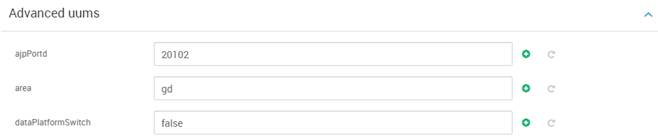 Advanced uums
ajpPortd 20102
area gd
dataPlatformSwitch false